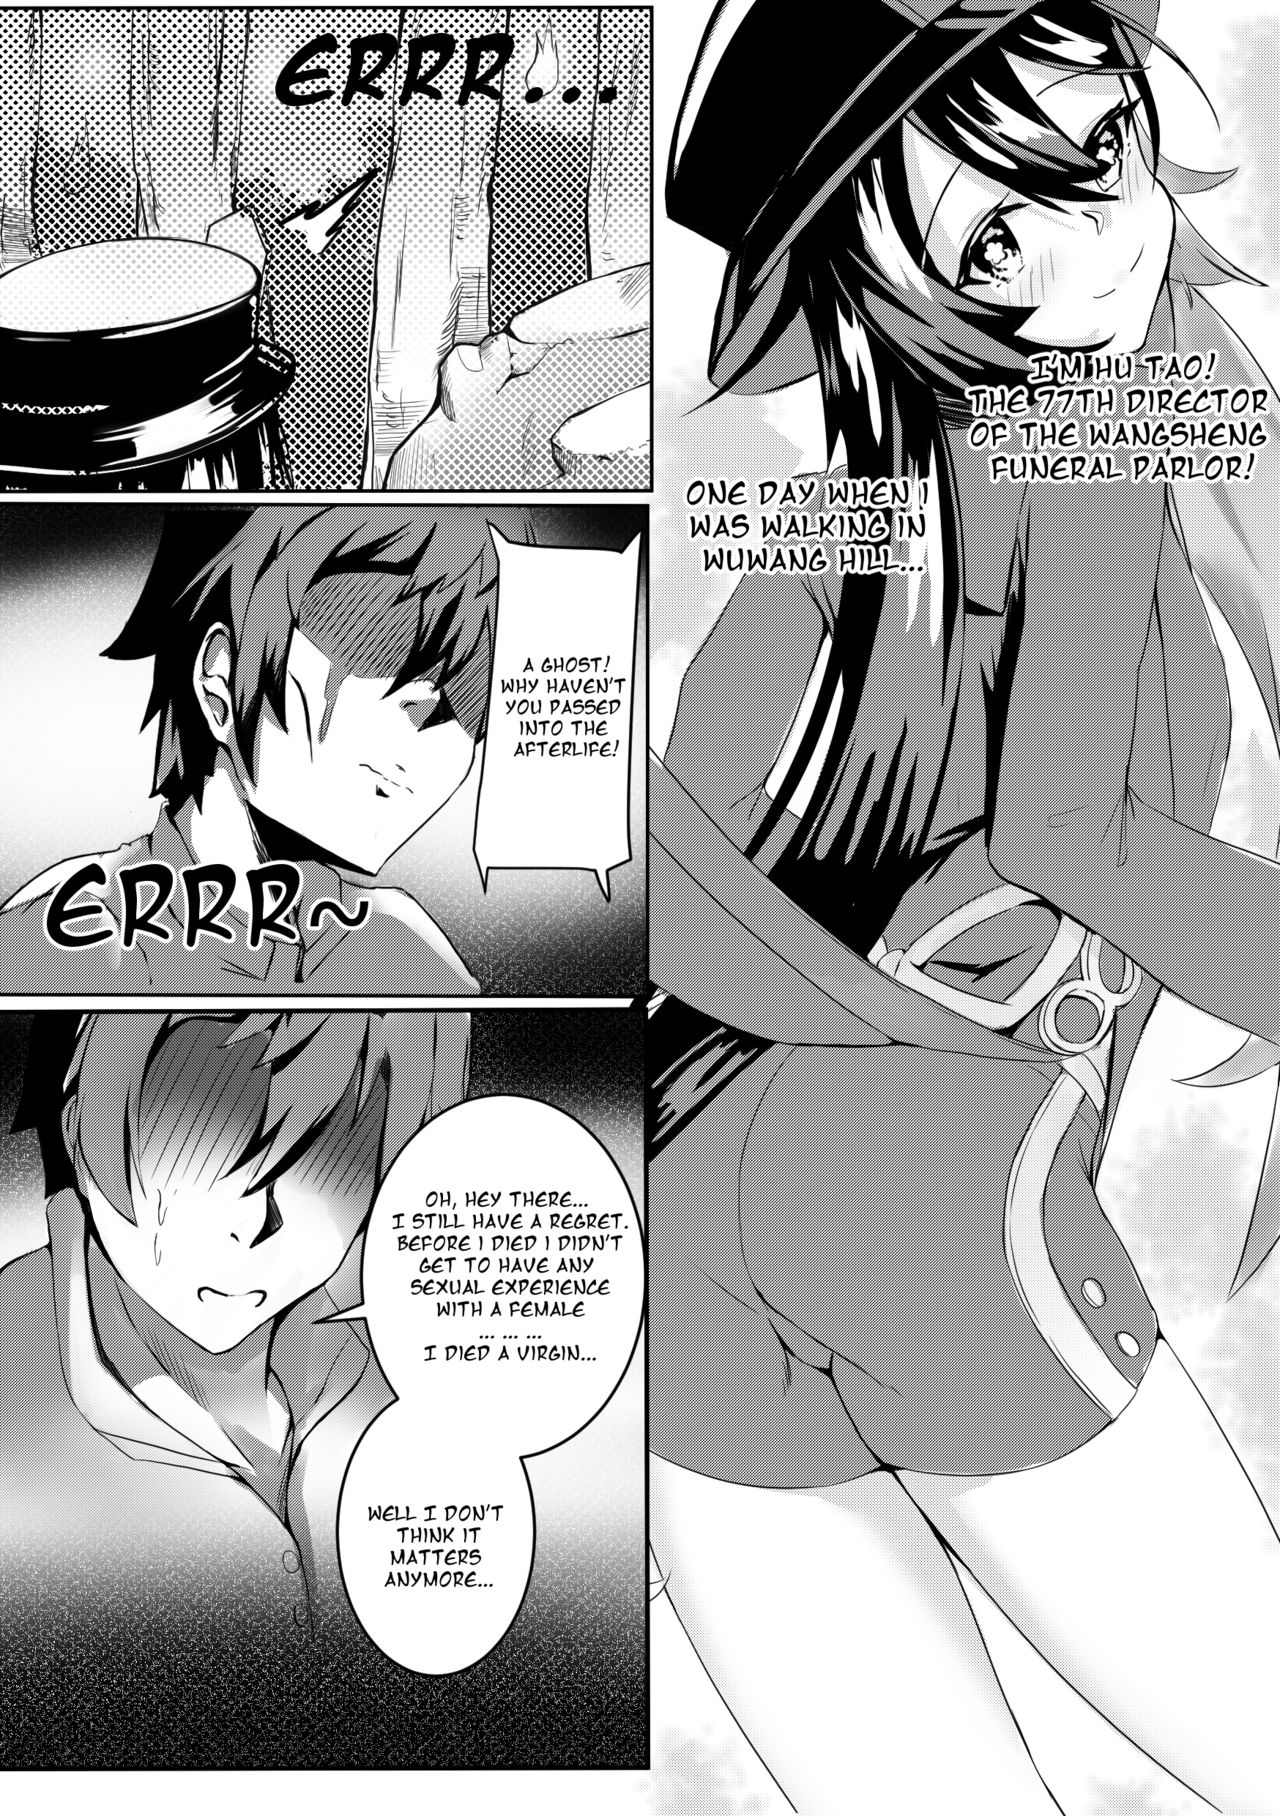 I'M HU TAO!
THE 77TH DIRECTOR
OF THE WANGSHENG
FUNERAL PARLOR!
ONE DAY WHEN I
WAS WALKING IN
WUWANG HILL...
ERRR...
A GHOST!
WHY HAVEN'T
YOU PASSED
INTO THE
AFTERLIFE!
ERRR~
OH, HEY THERE...
I STILL HAVE A REGRET.
BEFORE I DIED I DIDN'T
GET TO HAVE ANY
SEXUAL EXPERIENCE
WITH A FEMALE
... ... ...
I DIED A VIRGIN...
WELL I DON'T
THINK IT
MATTERS
ANYMORE...